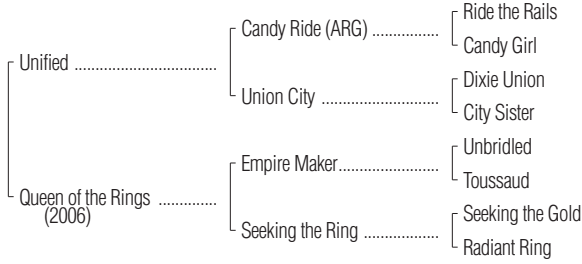 Ride the Rails
Candy Ride (ARG) ................
Candy Girl
Unified .................................
Dixie Union
Union City ............................
City Sister
Unbridled
Empire Maker........................
Toussaud
Queen of the Rings ..............
(2006)
Seeking the Gold
Seeking the Ring ..................
Radiant Ring